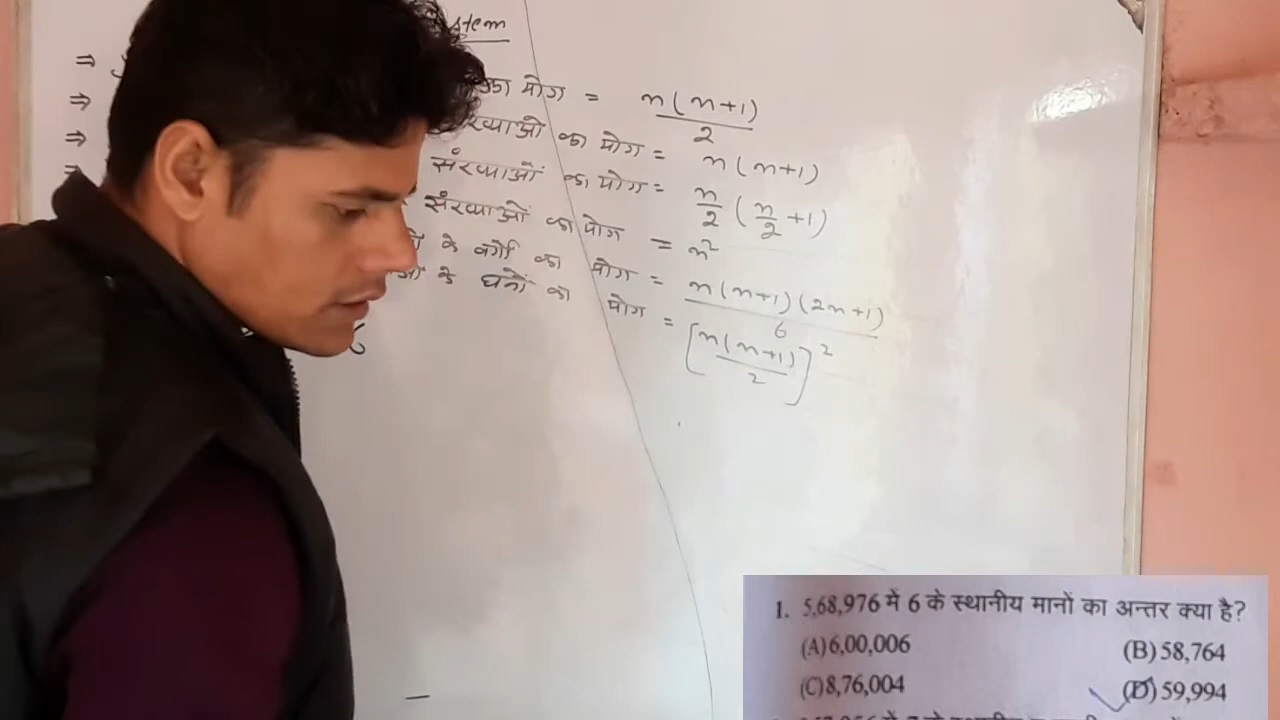 ⇒ का योग = n(n+1)/2
⇒ का योग = n(n+1)
⇒ संख्याओं का योग = n/2 (n/2 +1)
संख्याओं का योग = n²
के वर्गों का योग = n(n+1)(2n+1)/6
के घनों का योग = [n(n+1)/2]²
1. 5,68,976 में 6 के स्थानीय मानों का अन्तर क्या है?
(A) 6,00,006 (B) 58,764
(C) 8,76,004 (D) 59,994